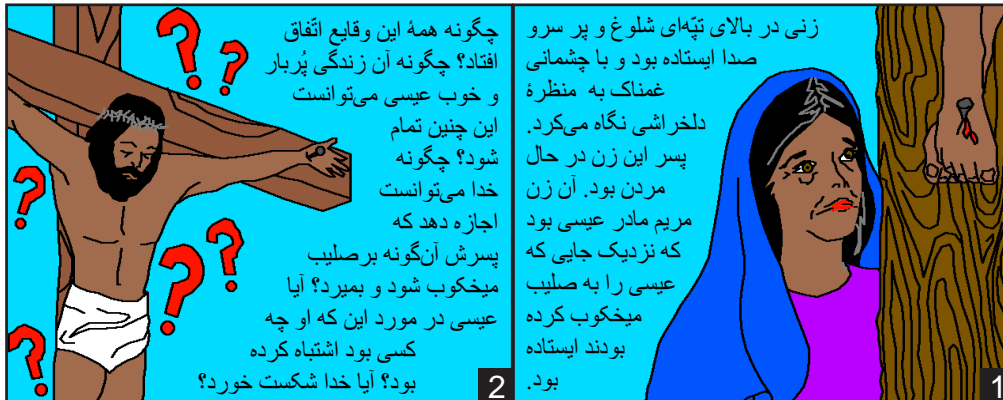 زنی در بالای تپّه‌ای شلوغ و پر سرو
صدا ایستاده بود و با چشمانی
غمناک به منظرۀ
دلخراشی نگاه می‌کرد.
پسر این زن در حال
مردن بود. آن زن
مریم مادر عیسی بود
که نزدیک جایی که
عیسی را به صلیب
میخکوب کرده
بودند ایستاده
بود.
1
چگونه همۀ این وقایع اتّفاق
افتاد؟ چگونه آن زندگی پُربار
و خوب عیسی می‌توانست
این چنین تمام
شود؟ چگونه
خدا می‌توانست
اجازه دهد که
پسرش آن‌گونه برصلیب
میخکوب شود و بمیرد؟ آیا
عیسی در مورد این که او چه
کسی بود اشتباه کرده
بود؟ آیا خدا شکست خورد؟
2